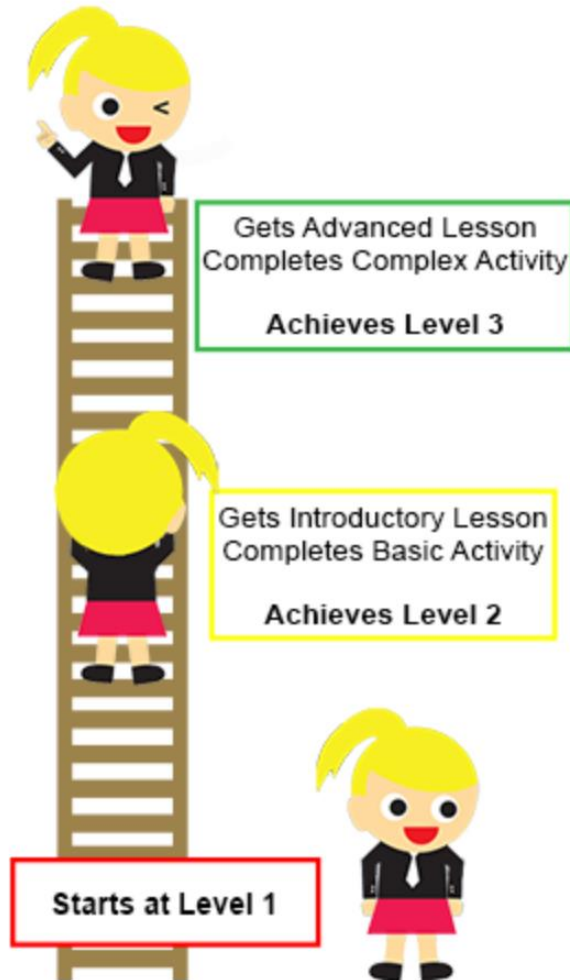 Gets Advanced Lesson
Completes Complex Activity
Achieves Level 3
Gets Introductory Lesson
Completes Basic Activity
Achieves Level 2
Starts at Level 1